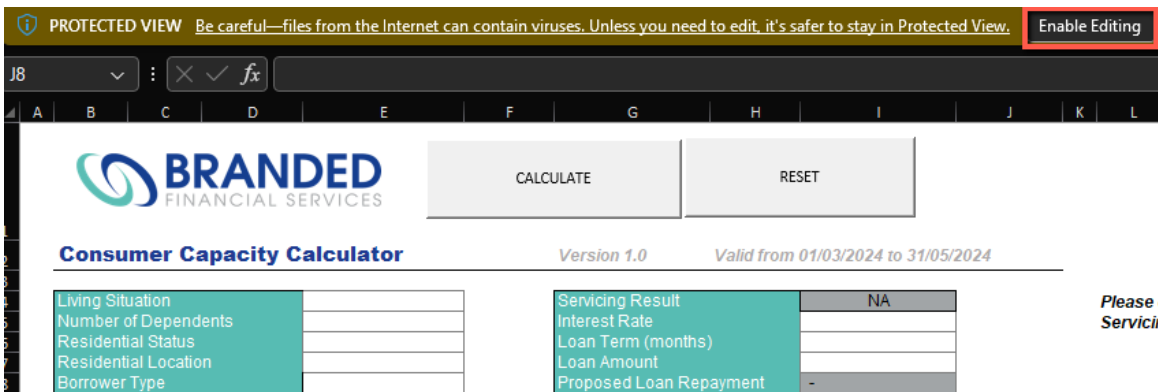 PROTECTED VIEW Be careful—files from the Internet can contain viruses. Unless you need to edit, it's safer to stay in Protected View. Enable Editing
J8 fx
A B C D E F G H I J K L
BRANDED
FINANCIAL SERVICES
CALCULATE RESET
Consumer Capacity Calculator Version 1.0 Valid from 01/03/2024 to 31/05/2024
Living Situation Servicing Result NA Please
Number of Dependents Interest Rate
Residential Status Loan Term (months)
Residential Location Loan Amount
Borrower Type Proposed Loan Repayment -